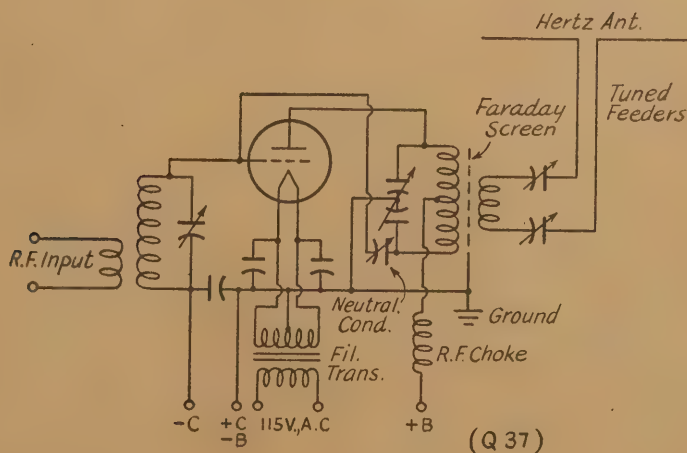 Hertz Ant.
Faraday
Screen
Tuned
Feeders
R.F. Input
Neutral.
Cond.
Ground
Fil.
Trans.
R.F. Choke
-C
+C
-B
115V., A.C
+B
(Q 37)